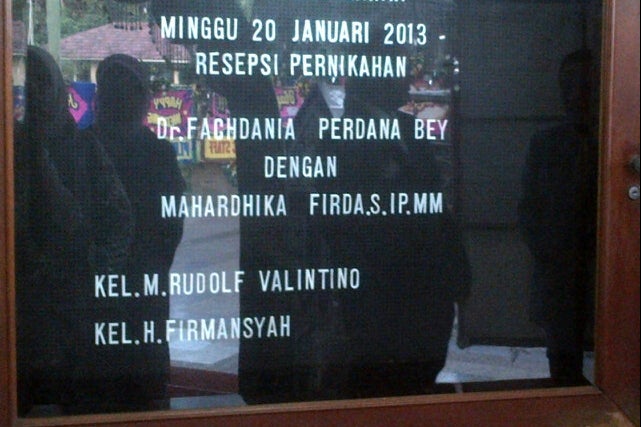 MINGGU 20 JANUARI 2013 -
RESEPSI PERNIKAHAN
Dr.FACHDANIA PERDANA BEY
DENGAN
MAHARDHIKA FIRDA.S.IP.MM
KEL.M.RUDOLF VALINTINO
KEL.H.FIRMANSYAH
HAPPY